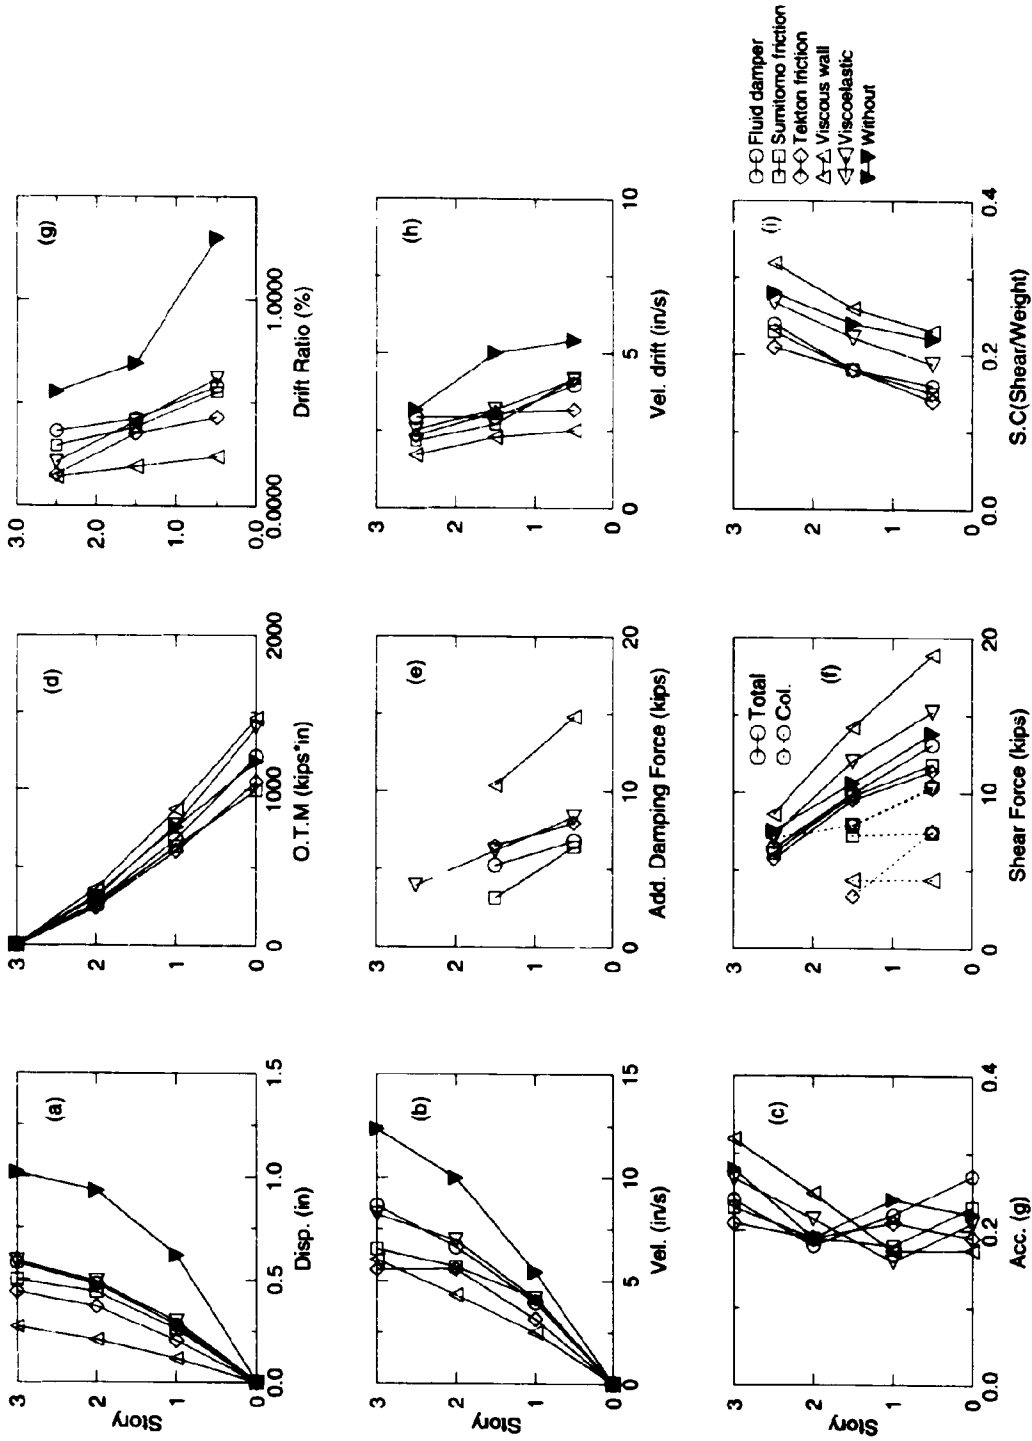 (a)
Story
3
2
1
0
0.0
0.5
1.0
1.5
Disp. (in)
(d)
3
2
1
0
0
1000
2000
O.T.M (kips*in)
(g)
3.0
2.0
1.0
0.0
0.0000
1.0000
Drift Ratio (%)
(b)
Story
3
2
1
0
0
5
10
15
Vel. (in/s)
(e)
3
2
1
0
0
10
20
Add. Damping Force (kips)
(h)
3
2
1
0
0
5
10
Vel. drift (in/s)
(c)
Story
3
2
1
0
0.0
0.2
0.4
Acc. (g)
(f)
Total
Col.
3
2
1
0
0
10
20
Shear Force (kips)
(i)
3
2
1
0
0.0
0.2
0.4
S.C(Shear/Weight)
Fluid damper
Sumitomo friction
Tekton friction
Viscous wall
Viscoelastic
Without